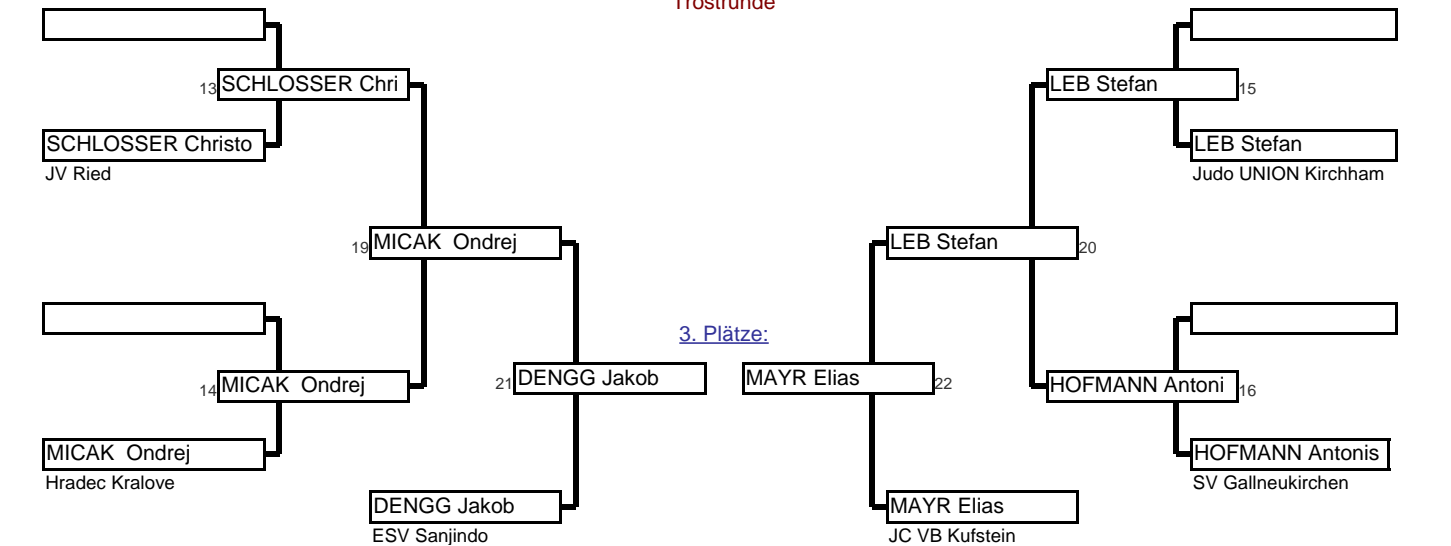 Trostrunde
13 SCHLOSSER Chri
LEB Stefan 15
SCHLOSSER Christo
JV Ried
LEB Stefan
Judo UNION Kirchham
19 MICAK  Ondrej
LEB Stefan 20
3. Plätze:
14 MICAK  Ondrej
21 DENGG Jakob
MAYR Elias 22
HOFMANN Antoni 16
MICAK  Ondrej
Hradec Kralove
HOFMANN Antonis
SV Gallneukirchen
DENGG Jakob
ESV Sanjindo
MAYR Elias
JC VB Kufstein